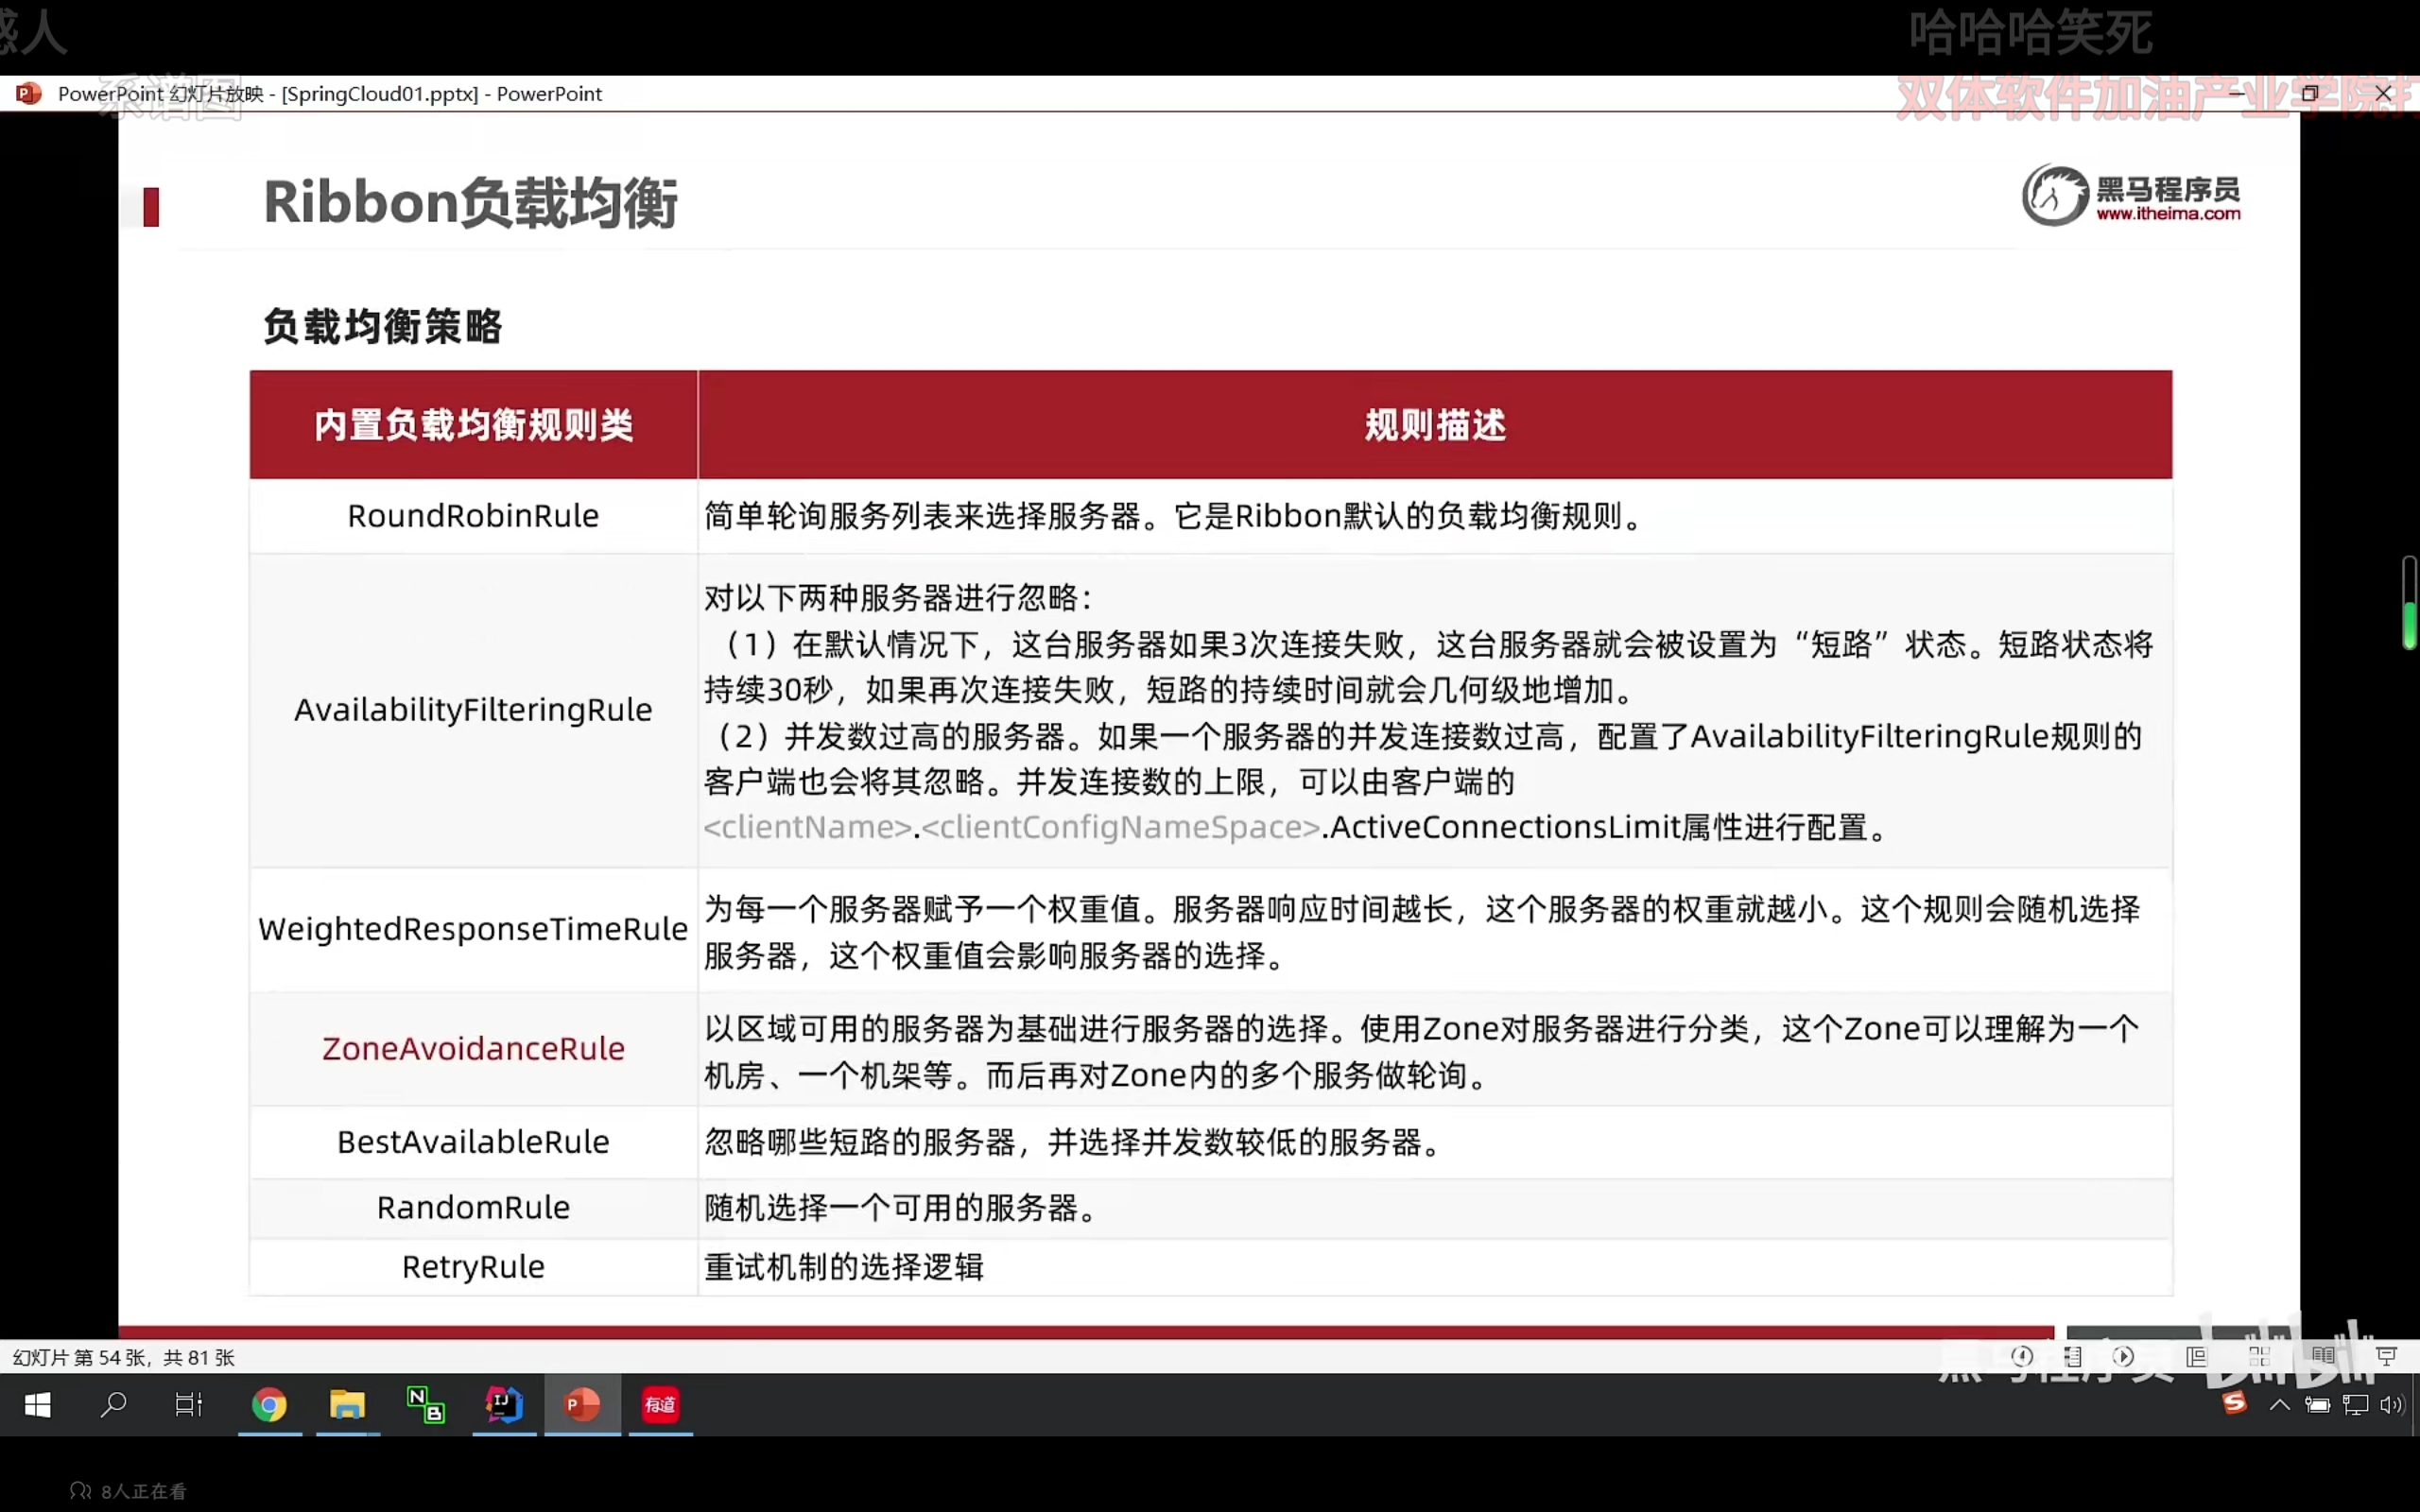 惑人
哈哈哈笑死
系谱图
PowerPoint 幻灯片放映 - [SpringCloud01.pptx] - PowerPoint
双体软件加油产业学院
Ribbon负载均衡
黑马程序员
www.itheima.com
负载均衡策略
内置负载均衡规则类
规则描述
RoundRobinRule
简单轮询服务列表来选择服务器。它是Ribbon默认的负载均衡规则。
AvailabilityFilteringRule
对以下两种服务器进行忽略：
（1）在默认情况下，这台服务器如果3次连接失败，这台服务器就会被设置为“短路”状态。短路状态将
持续30秒，如果再次连接失败，短路的持续时间就会几何级地增加。
（2）并发数过高的服务器。如果一个服务器的并发连接数过高，配置了AvailabilityFilteringRule规则的
客户端也会将其忽略。并发连接数的上限，可以由客户端的
<clientName>.<clientConfigNameSpace>.ActiveConnectionsLimit属性进行配置。
WeightedResponseTimeRule
为每一个服务器赋予一个权重值。服务器响应时间越长，这个服务器的权重就越小。这个规则会随机选择
服务器，这个权重值会影响服务器的选择。
ZoneAvoidanceRule
以区域可用的服务器为基础进行服务器的选择。使用Zone对服务器进行分类，这个Zone可以理解为一个
机房、一个机架等。而后再对Zone内的多个服务做轮询。
BestAvailableRule
忽略哪些短路的服务器，并选择并发数较低的服务器。
RandomRule
随机选择一个可用的服务器。
RetryRule
重试机制的选择逻辑
幻灯片 第 54 张，共 81 张
黑马程序员
bilibili
有道
8人正在看